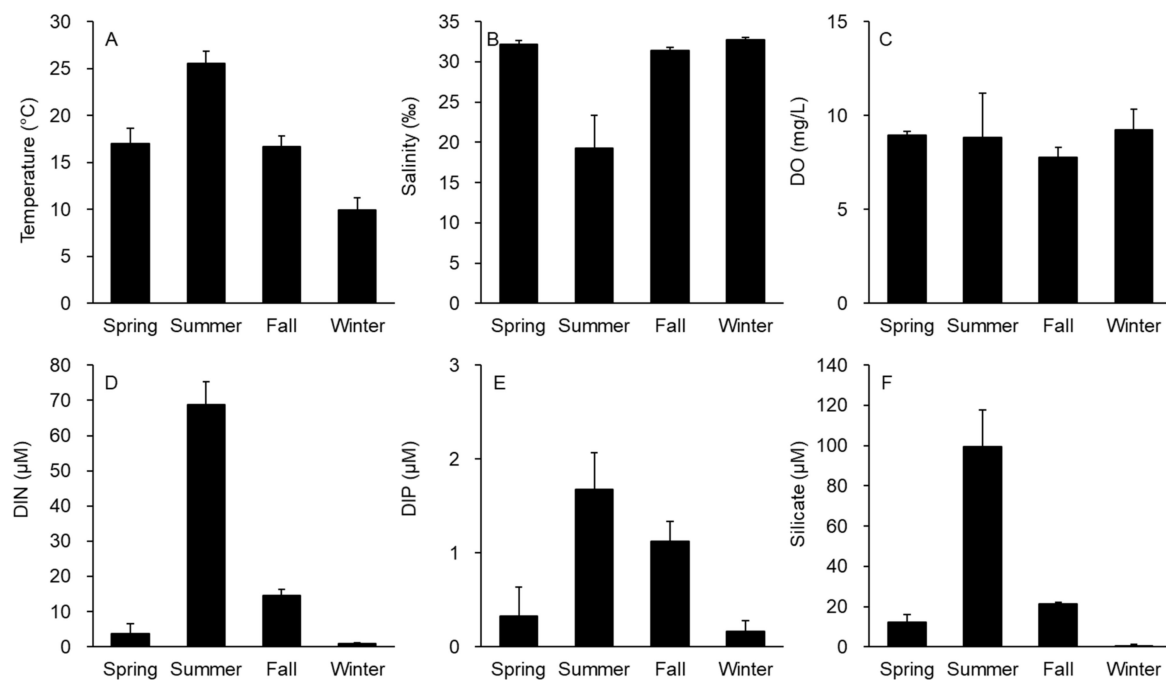 A
Temperature (°C)
30
25
20
15
10
5
0
Spring Summer Fall Winter
B
Salinity (‰)
35
30
25
20
15
10
5
0
Spring Summer Fall Winter
C
DO (mg/L)
15
10
5
0
Spring Summer Fall Winter
D
DIN (µM)
80
70
60
50
40
30
20
10
0
Spring Summer Fall Winter
E
DIP (µM)
3
2
1
0
Spring Summer Fall Winter
F
Silicate (µM)
140
120
100
80
60
40
20
0
Spring Summer Fall Winter